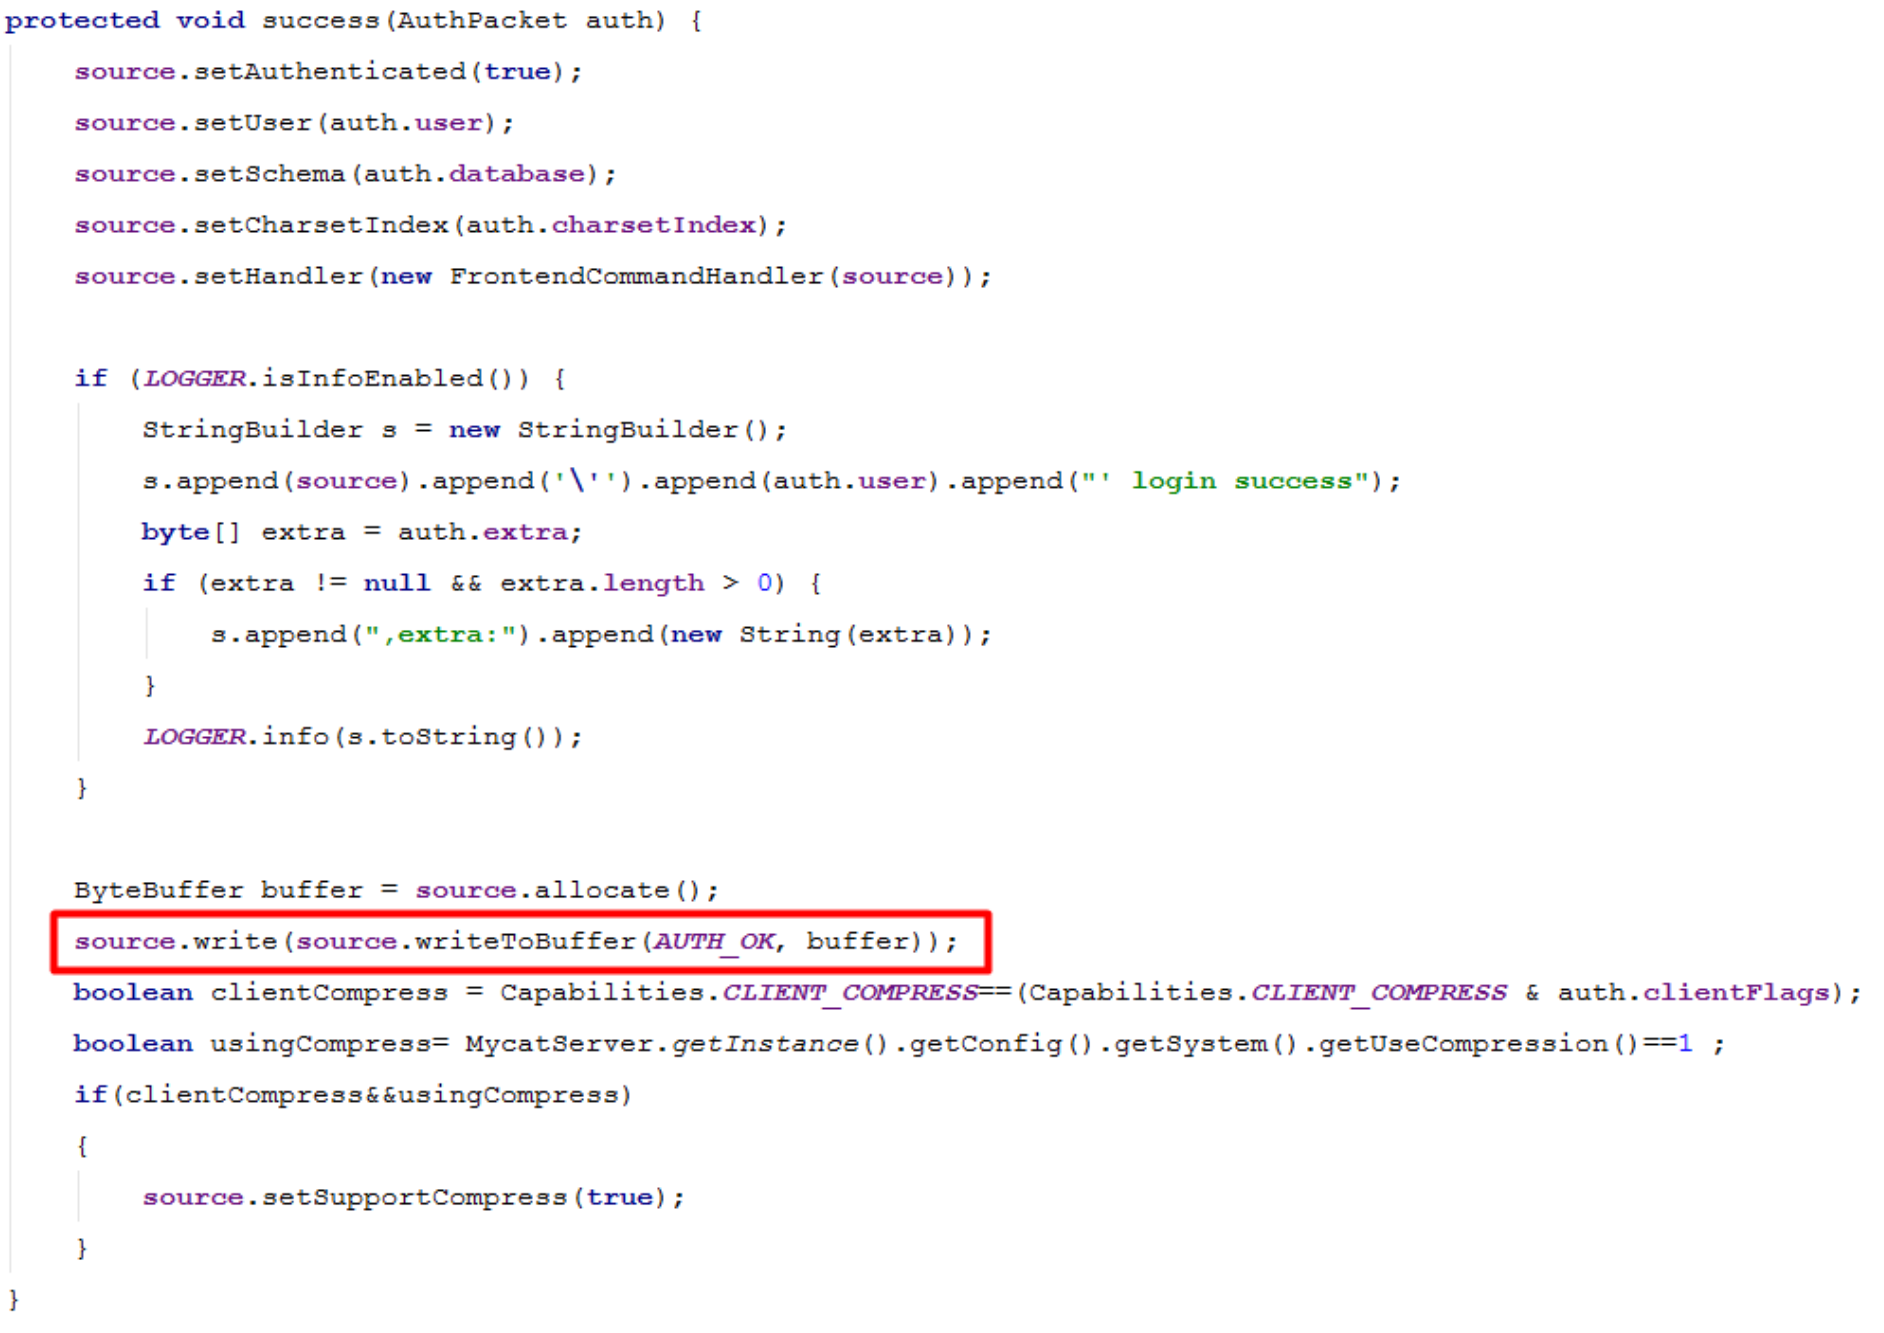 protected void success(AuthPacket auth) {
    source.setAuthenticated(true);
    source.setUser(auth.user);
    source.setSchema(auth.database);
    source.setCharsetIndex(auth.charsetIndex);
    source.setHandler(new FrontendCommandHandler(source));

    if (LOGGER.isInfoEnabled()) {
        StringBuilder s = new StringBuilder();
        s.append(source).append('\'').append(auth.user).append("' login success");
        byte[] extra = auth.extra;
        if (extra != null && extra.length > 0) {
            s.append(",extra:").append(new String(extra));
        }
        LOGGER.info(s.toString());
    }

    ByteBuffer buffer = source.allocate();
    source.write(source.writeToBuffer(AUTH_OK, buffer));
    boolean clientCompress = Capabilities.CLIENT_COMPRESS==(Capabilities.CLIENT_COMPRESS & auth.clientFlags);
    boolean usingCompress= MycatServer.getInstance().getConfig().getSystem().getUseCompression()==1 ;
    if(clientCompress&&usingCompress)
    {
        source.setSupportCompress(true);
    }
}